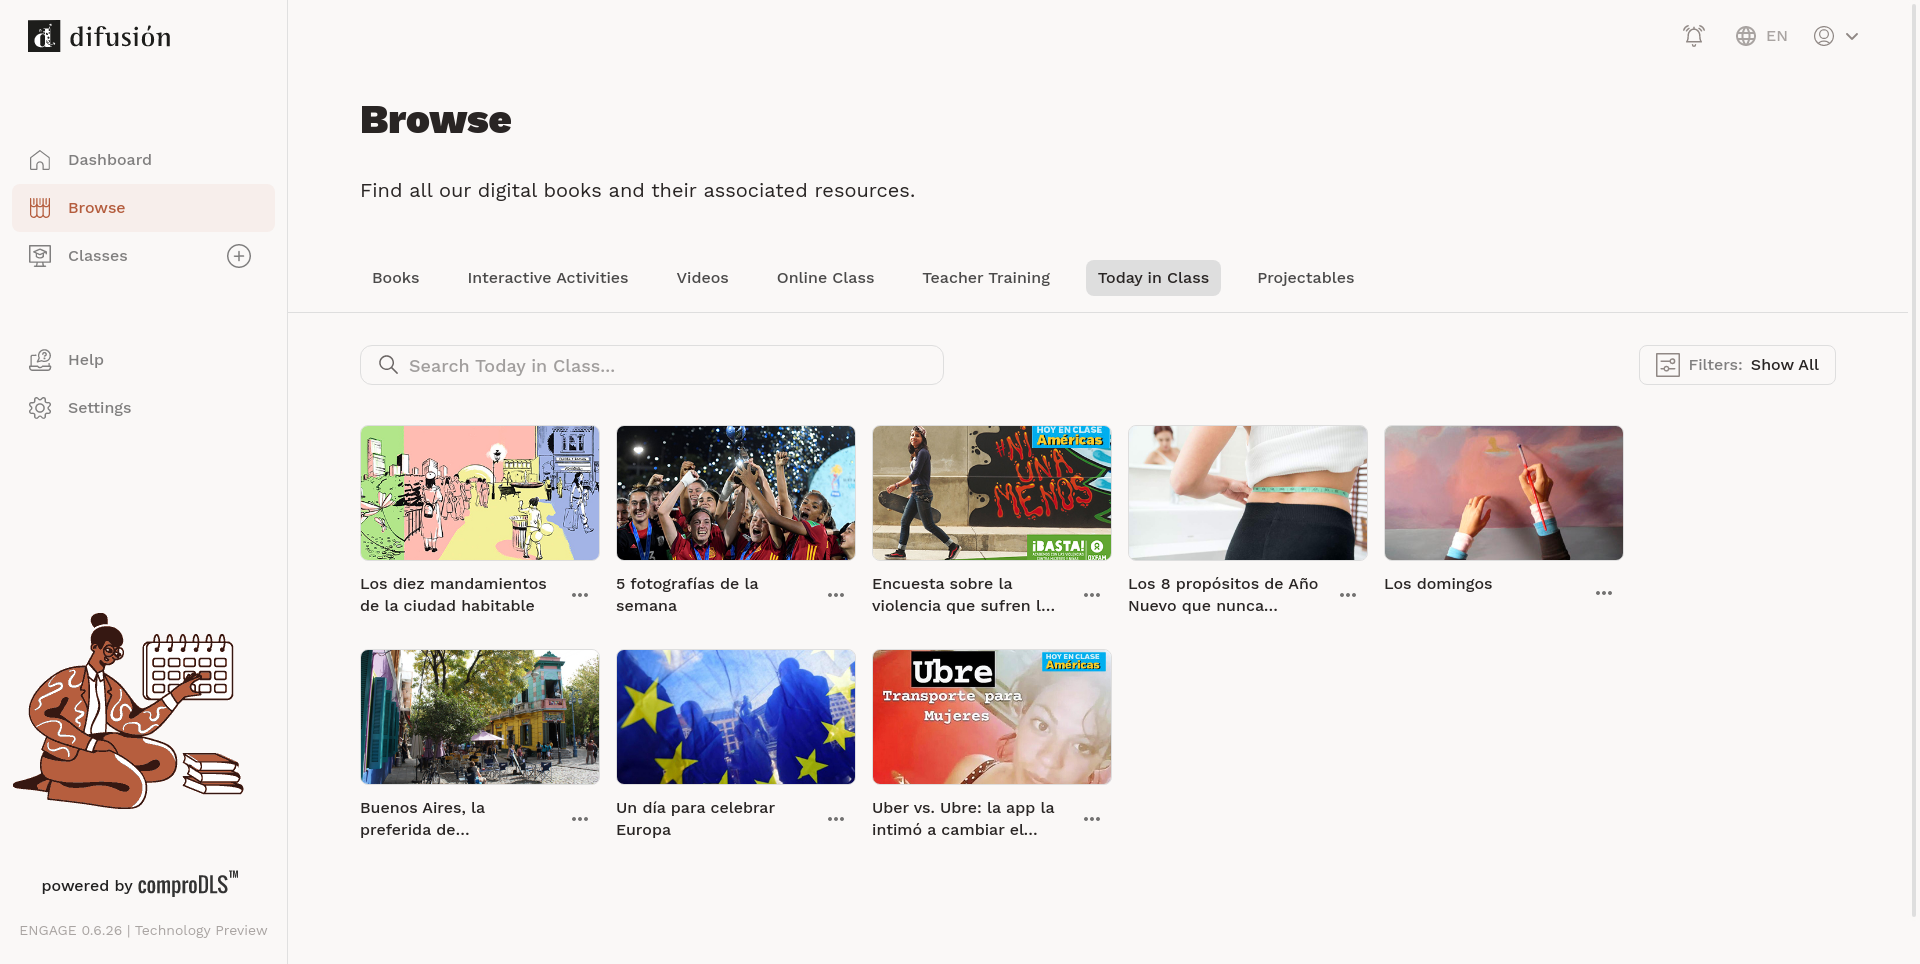 difusión
EN
Dashboard
Browse
Classes
Help
Settings
powered by comproDLS™
ENGAGE 0.6.26 | Technology Preview
Browse
Find all our digital books and their associated resources.
Books
Interactive Activities
Videos
Online Class
Teacher Training
Today in Class
Projectables
Search Today in Class...
Filters: Show All
HOY EN CLASE
Américas
#NI
UNA
MENOS
¡BASTA!
OXFAM
Los diez mandamientos
de la ciudad habitable
5 fotografías de la
semana
Encuesta sobre la
violencia que sufren l...
Los 8 propósitos de Año
Nuevo que nunca...
Los domingos
Ubre
Transporte para
Mujeres
HOY EN CLASE
Américas
Buenos Aires, la
preferida de...
Un día para celebrar
Europa
Uber vs. Ubre: la app la
intimó a cambiar el...